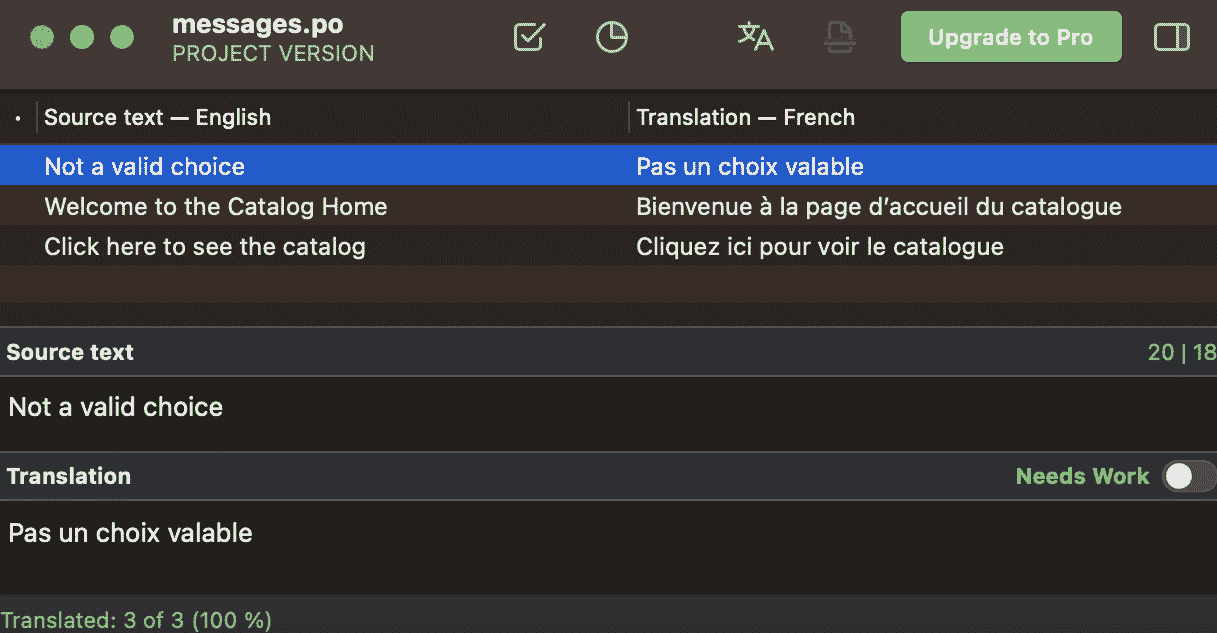 messages.po
PROJECT VERSION
Upgrade to Pro
Source text — English
Translation — French
Not a valid choice
Pas un choix valable
Welcome to the Catalog Home
Bienvenue à la page d’accueil du catalogue
Click here to see the catalog
Cliquez ici pour voir le catalogue
Source text
20 | 18
Not a valid choice
Translation
Needs Work
Pas un choix valable
Translated: 3 of 3 (100 %)